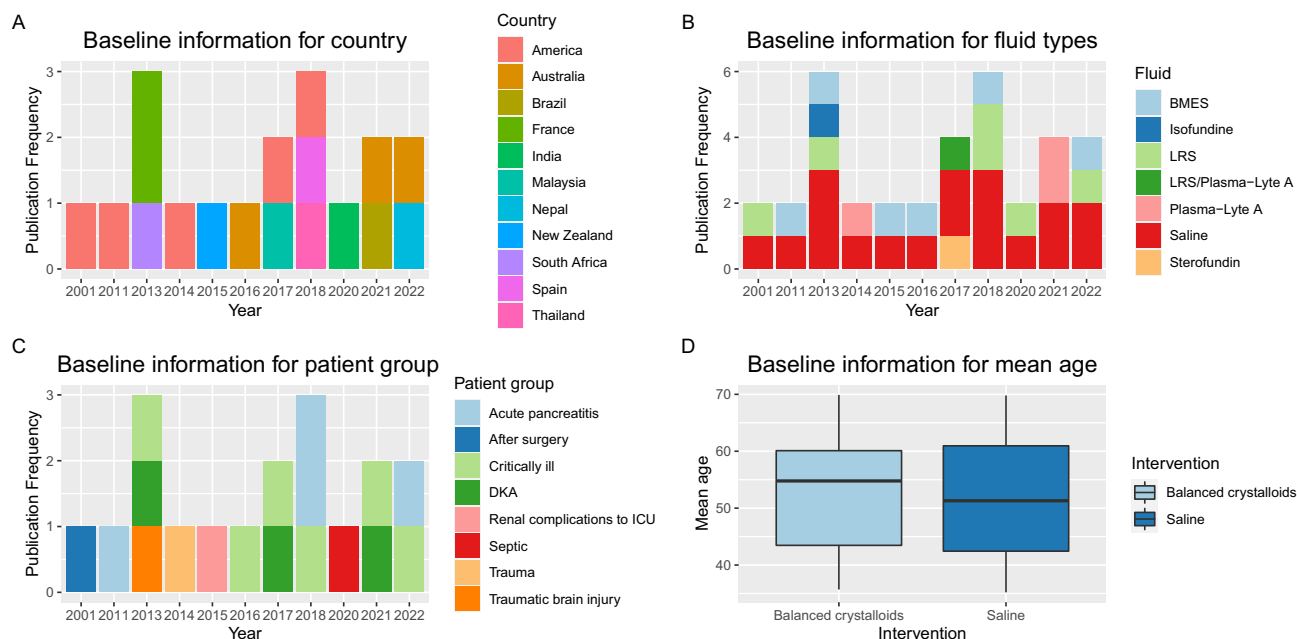 A
Baseline information for country
Publication Frequency
3
2
1
0
2001 2011 2013 2014 2015 2016 2017 2018 2020 2021 2022
Year
Country
America
Australia
Brazil
France
India
Malaysia
Nepal
New Zealand
South Africa
Spain
Thailand
B
Baseline information for fluid types
Publication Frequency
6
4
2
0
2001 2011 2013 2014 2015 2016 2017 2018 2020 2021 2022
Year
Fluid
BMES
Isofundine
LRS
LRS/Plasma−Lyte A
Plasma−Lyte A
Saline
Sterofundin
C
Baseline information for patient group
Publication Frequency
3
2
1
0
2001 2011 2013 2014 2015 2016 2017 2018 2020 2021 2022
Year
Patient group
Acute pancreatitis
After surgery
Critically ill
DKA
Renal complications to ICU
Septic
Trauma
Traumatic brain injury
D
Baseline information for mean age
Mean age
70
60
50
40
Balanced crystalloids Saline
Intervention
Intervention
Balanced crystalloids
Saline